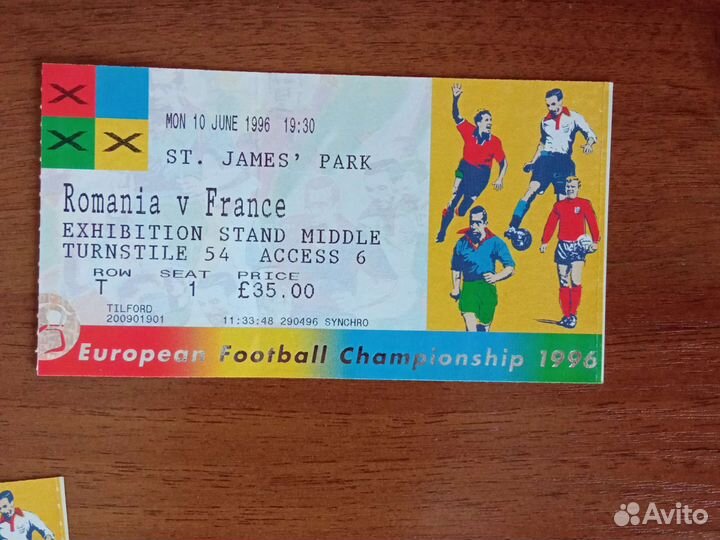 MON 10 JUNE 1996 19:30
ST. JAMES' PARK
Romania v France
EXHIBITION STAND MIDDLE
TURNSTILE 54 ACCESS 6
ROW SEAT PRICE
T 1 £35.00
TILFORD
200901901 11:33:48 290496 SYNCHRO
European Football Championship 1996
Avito